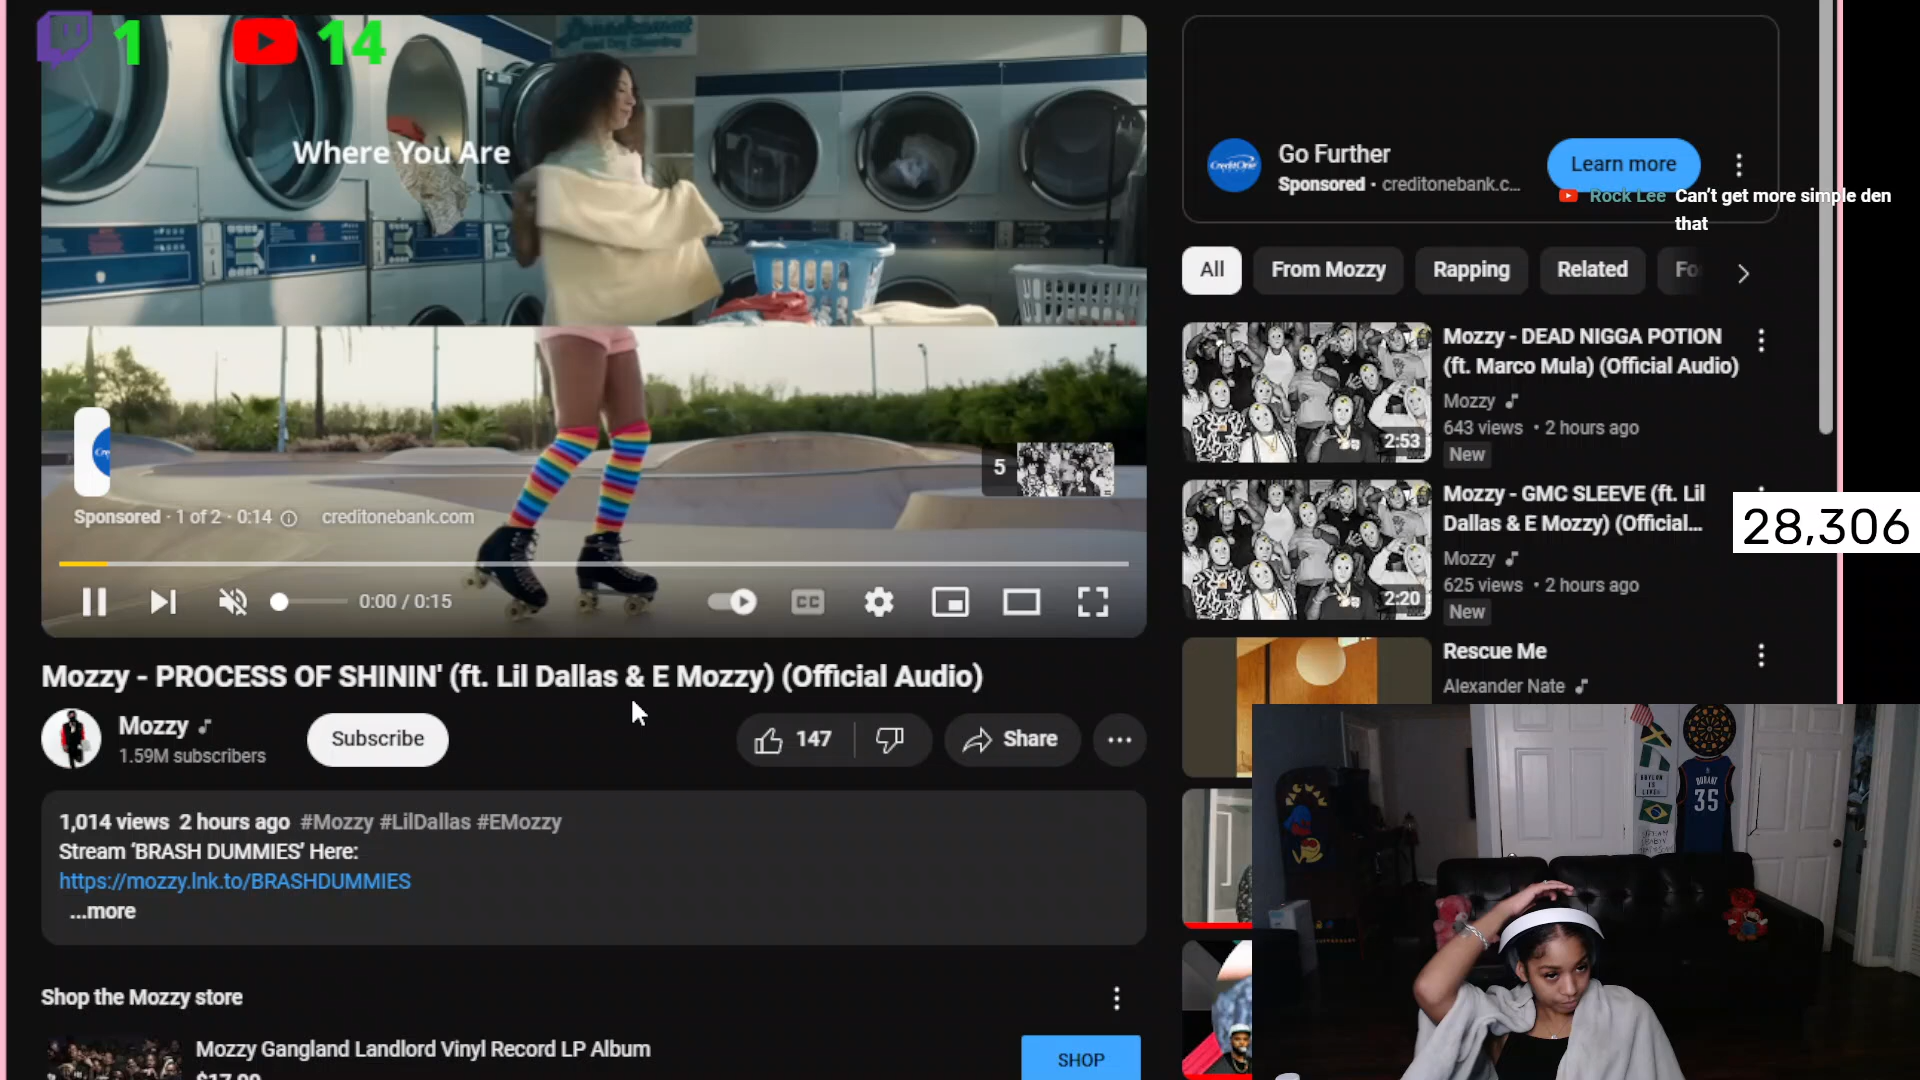 1
14
Where You Are
5
Sponsored · 1 of 2 · 0:14
creditonebank.com
0:00 / 0:15
CC
Mozzy - PROCESS OF SHININ' (ft. Lil Dallas & E Mozzy) (Official Audio)
Mozzy
1.59M subscribers
Subscribe
147
Share
1,014 views 2 hours ago #Mozzy #LilDallas #EMozzy
Stream ‘BRASH DUMMIES’ Here:
https://mozzy.lnk.to/BRASHDUMMIES
...more
Shop the Mozzy store
Mozzy Gangland Landlord Vinyl Record LP Album
SHOP
CreditOne
Go Further
Sponsored · creditonebank.c...
Learn more
Rock Lee Can’t get more simple den
that
All
From Mozzy
Rapping
Related
Mozzy - DEAD NIGGA POTION
(ft. Marco Mula) (Official Audio)
Mozzy
643 views • 2 hours ago
New
2:53
Mozzy - GMC SLEEVE (ft. Lil
Dallas & E Mozzy) (Official...
Mozzy
625 views • 2 hours ago
New
2:20
28,306
Rescue Me
Alexander Nate
PAC-MAN
DURANT
35